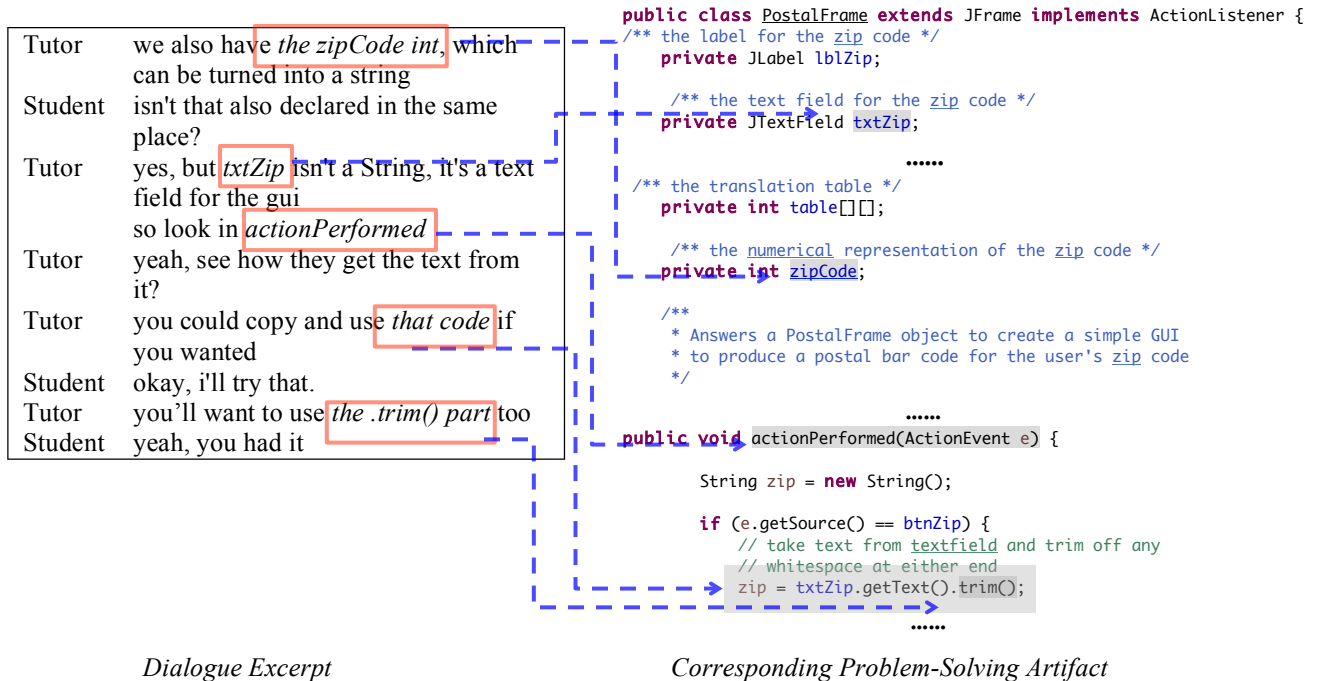 Tutor we also have the zipCode int, which
can be turned into a string
Student isn't that also declared in the same
place?
Tutor yes, but txtZip isn't a String, it's a text
field for the gui
so look in actionPerformed
Tutor yeah, see how they get the text from
it?
Tutor you could copy and use that code if
you wanted
Student okay, i'll try that.
Tutor you’ll want to use the .trim() part too
Student yeah, you had it
Dialogue Excerpt
public class PostalFrame extends JFrame implements ActionListener {
/** the label for the zip code */
private JLabel lblZip;
/** the text field for the zip code */
private JTextField txtZip;
......
/** the translation table */
private int table[][];
/** the numerical representation of the zip code */
private int zipCode;
/**
* Answers a PostalFrame object to create a simple GUI
* to produce a postal bar code for the user's zip code
*/
......
public void actionPerformed(ActionEvent e) {
String zip = new String();
if (e.getSource() == btnZip) {
// take text from textfield and trim off any
// whitespace at either end
zip = txtZip.getText().trim();
......
Corresponding Problem-Solving Artifact